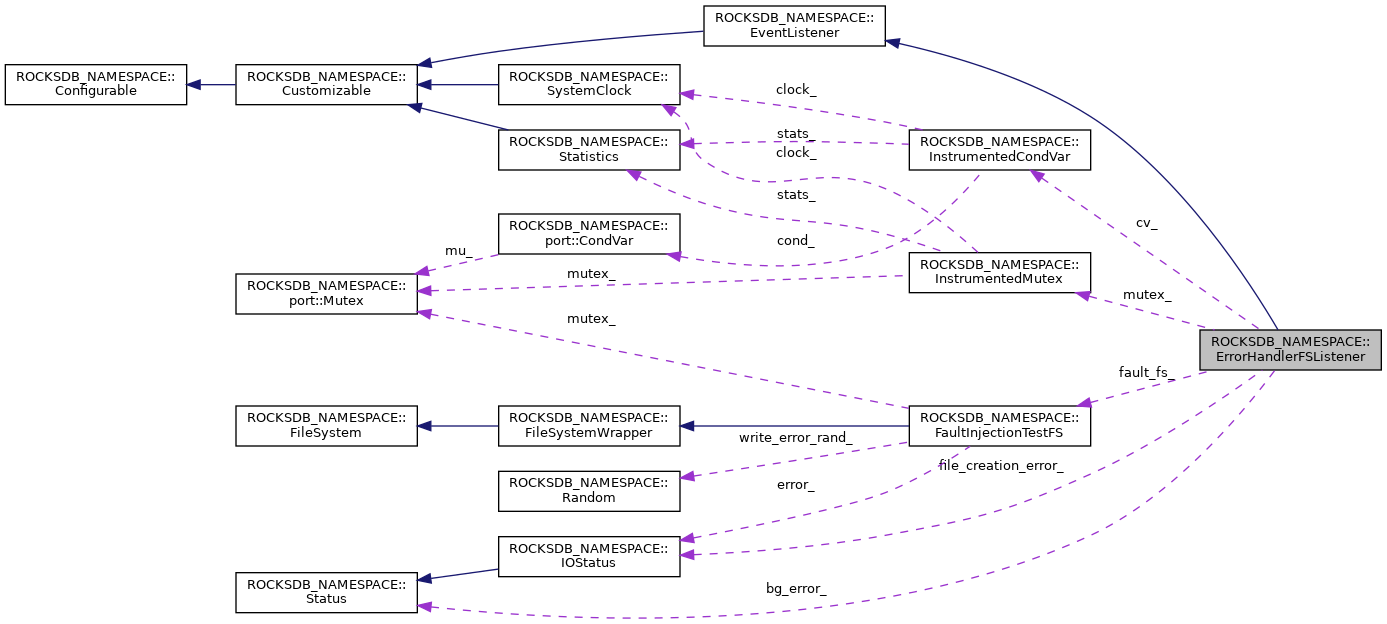 ROCKSDB_NAMESPACE::
EventListener
ROCKSDB_NAMESPACE::
Configurable
ROCKSDB_NAMESPACE::
Customizable
ROCKSDB_NAMESPACE::
SystemClock
clock_
stats_
clock_
ROCKSDB_NAMESPACE::
Statistics
ROCKSDB_NAMESPACE::
InstrumentedCondVar
stats_
cv_
ROCKSDB_NAMESPACE::
port::CondVar
cond_
mu_
ROCKSDB_NAMESPACE::
InstrumentedMutex
mutex_
mutex_
ROCKSDB_NAMESPACE::
port::Mutex
mutex_
ROCKSDB_NAMESPACE::
ErrorHandlerFSListener
fault_fs_
ROCKSDB_NAMESPACE::
FileSystem
ROCKSDB_NAMESPACE::
FileSystemWrapper
ROCKSDB_NAMESPACE::
FaultInjectionTestFS
write_error_rand_
file_creation_error_
ROCKSDB_NAMESPACE::
Random
error_
ROCKSDB_NAMESPACE::
IOStatus
ROCKSDB_NAMESPACE::
Status
bg_error_